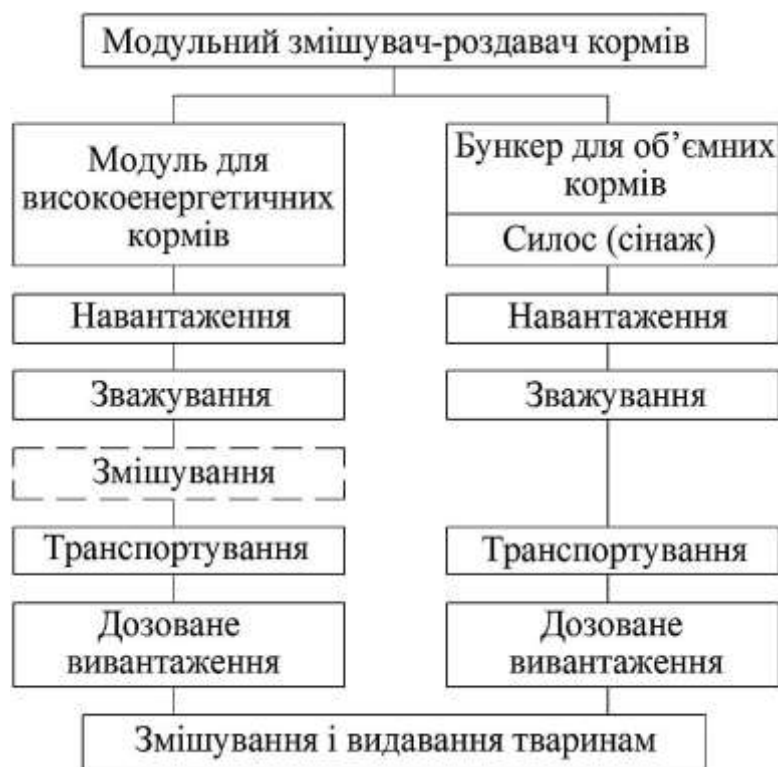 Модульний змішувач-роздавач кормів
Модуль для
високоенергетичних
кормів
Бункер для об’ємних
кормів
Силос (сінаж)
Навантаження
Навантаження
Зважування
Зважування
Змішування
Транспортування
Транспортування
Дозоване
вивантаження
Дозоване
вивантаження
Змішування і видавання тваринам